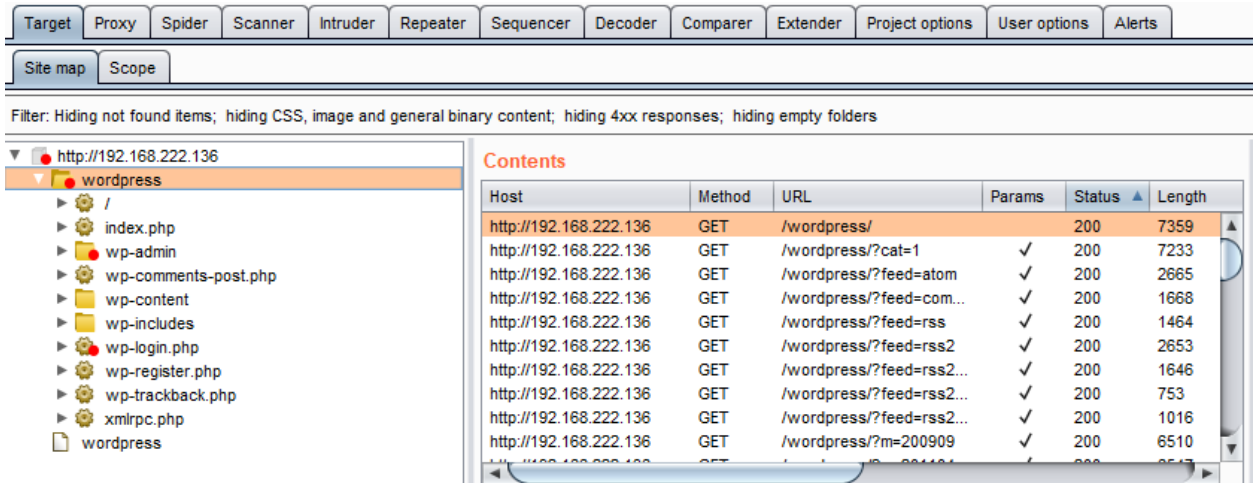 Target Proxy Spider Scanner Intruder Repeater Sequencer Decoder Comparer Extender Project options User options Alerts
Site map Scope
Filter: Hiding not found items; hiding CSS, image and general binary content; hiding 4xx responses; hiding empty folders
http://192.168.222.136
wordpress
/
index.php
wp-admin
wp-comments-post.php
wp-content
wp-includes
wp-login.php
wp-register.php
wp-trackback.php
xmlrpc.php
wordpress
Contents
Host Method URL Params Status Length
http://192.168.222.136 GET /wordpress/ 200 7359
http://192.168.222.136 GET /wordpress/?cat=1 ✓ 200 7233
http://192.168.222.136 GET /wordpress/?feed=atom ✓ 200 2665
http://192.168.222.136 GET /wordpress/?feed=com... ✓ 200 1668
http://192.168.222.136 GET /wordpress/?feed=rss ✓ 200 1464
http://192.168.222.136 GET /wordpress/?feed=rss2 ✓ 200 2653
http://192.168.222.136 GET /wordpress/?feed=rss2... ✓ 200 1646
http://192.168.222.136 GET /wordpress/?feed=rss2... ✓ 200 753
http://192.168.222.136 GET /wordpress/?feed=rss2... ✓ 200 1016
http://192.168.222.136 GET /wordpress/?m=200909 ✓ 200 6510